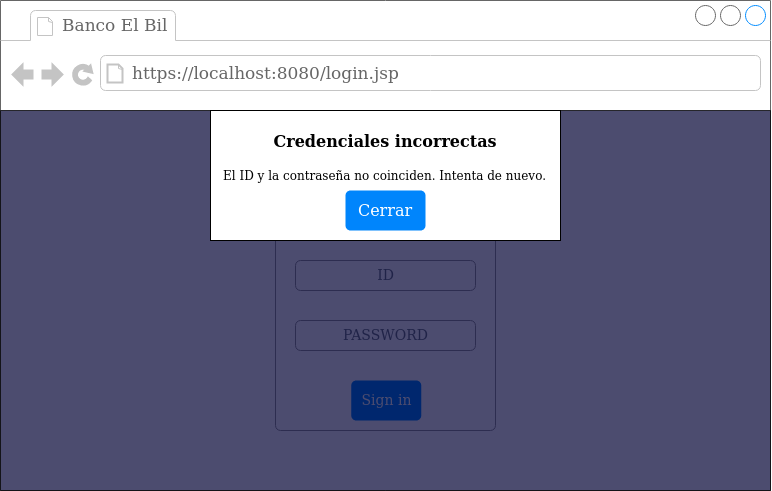 Banco El Bil
https://localhost:8080/login.jsp
Credenciales incorrectas
El ID y la contraseña no coinciden. Intenta de nuevo.
Cerrar
ID
PASSWORD
Sign in